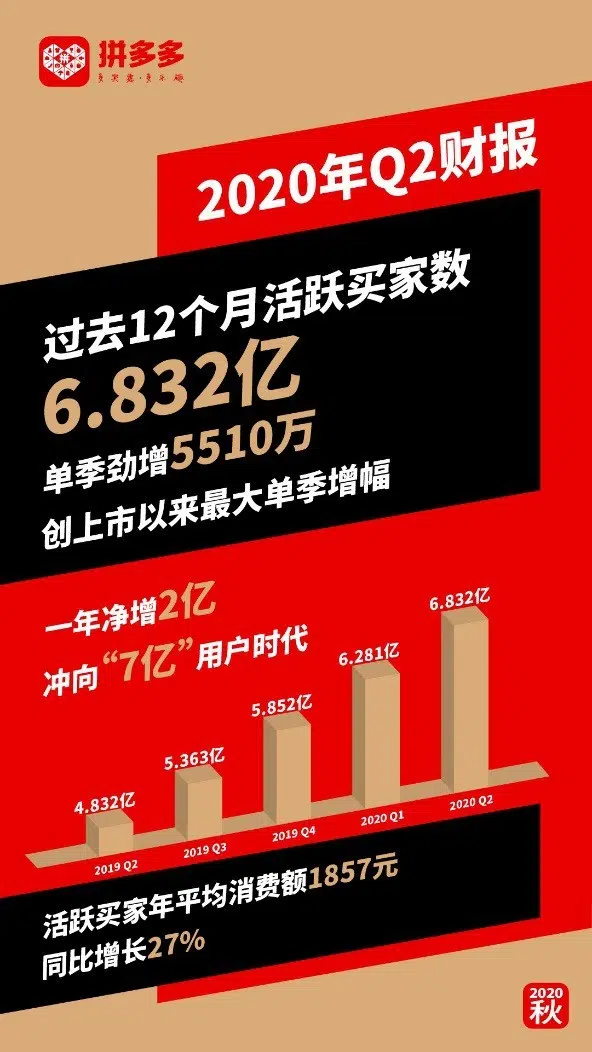 拼多多
2020年Q2财报
过去12个月活跃买家数
6.832亿
单季劲增5510万
创上市以来最大单季增幅
一年净增2亿
冲向“7亿”用户时代
4.832亿
5.363亿
5.852亿
6.281亿
6.832亿
2019 Q2
2019 Q3
2019 Q4
2020 Q1
2020 Q2
活跃买家年平均消费额1857元
同比增长27%
2020
秋